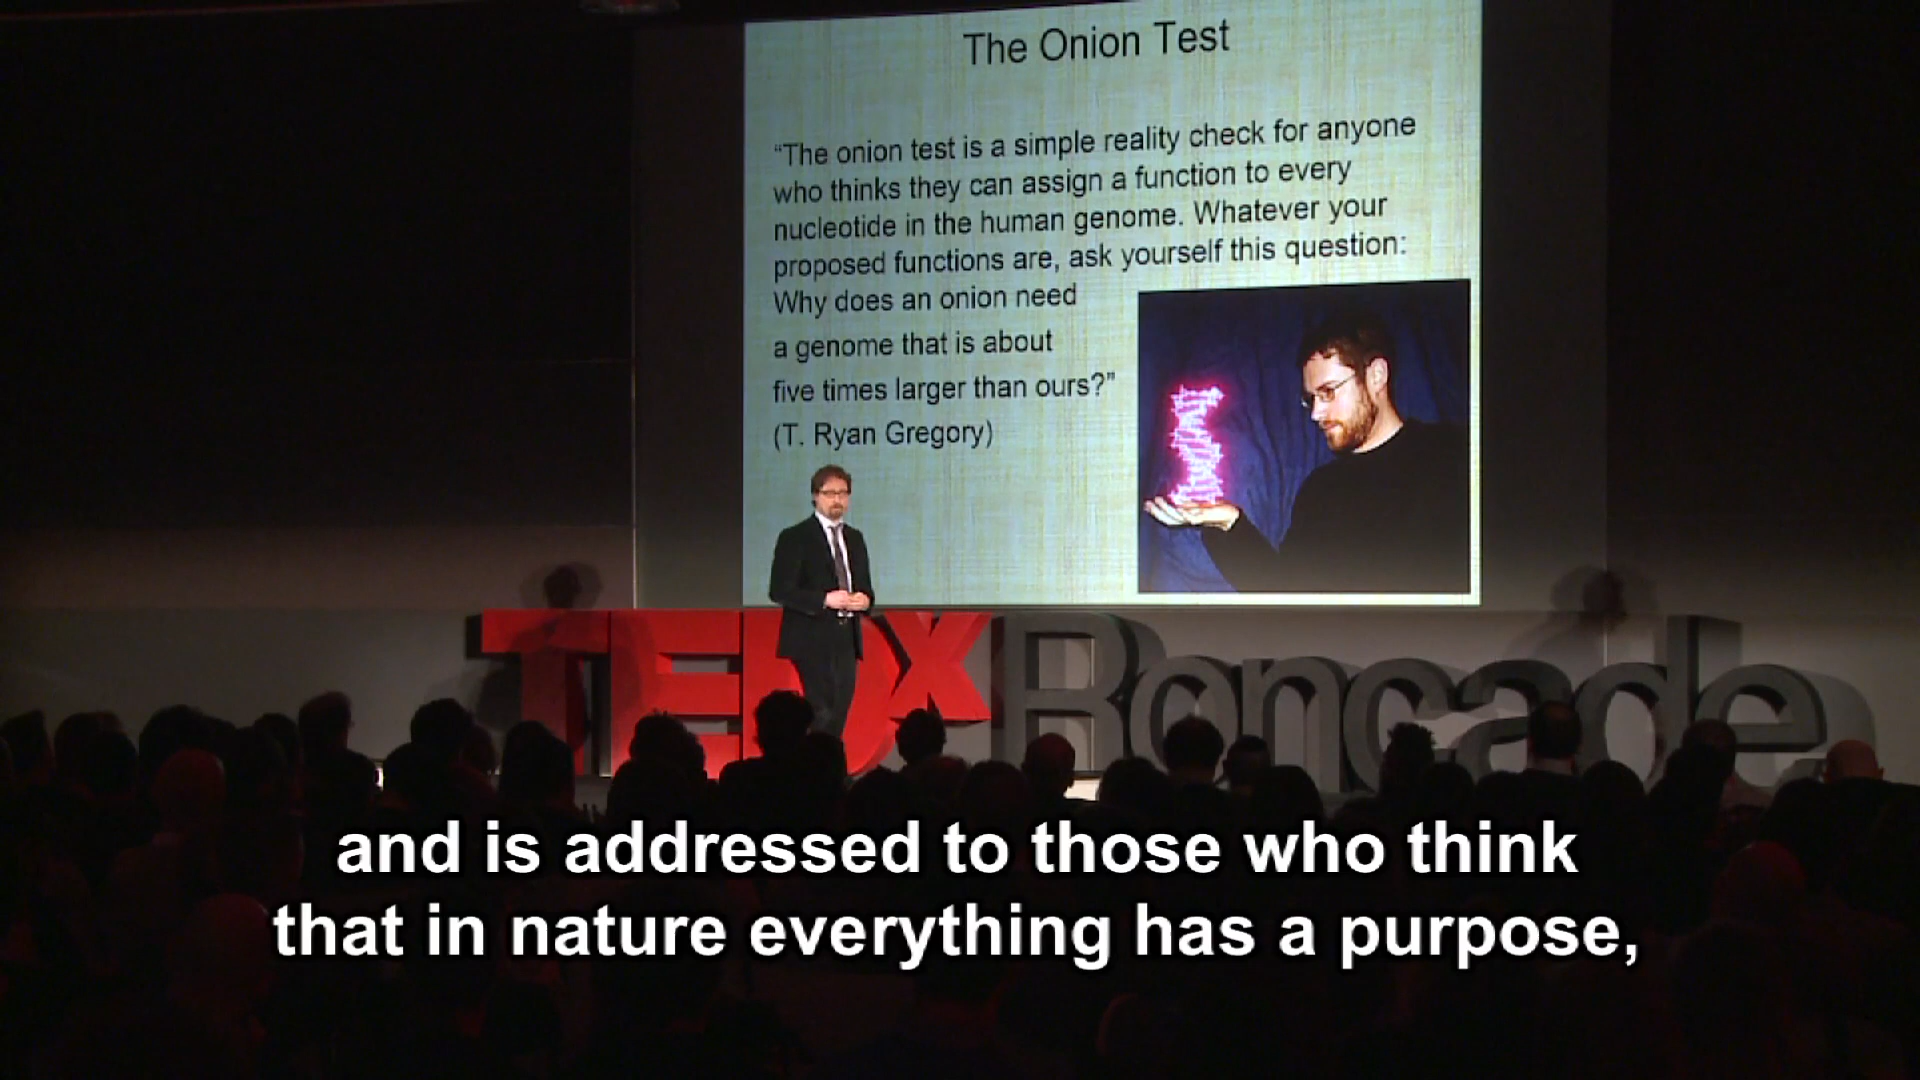 The Onion Test
“The onion test is a simple reality check for anyone
who thinks they can assign a function to every
nucleotide in the human genome. Whatever your
proposed functions are, ask yourself this question:
Why does an onion need
a genome that is about
five times larger than ours?”
(T. Ryan Gregory)
TEDxRoncade
and is addressed to those who think
that in nature everything has a purpose,